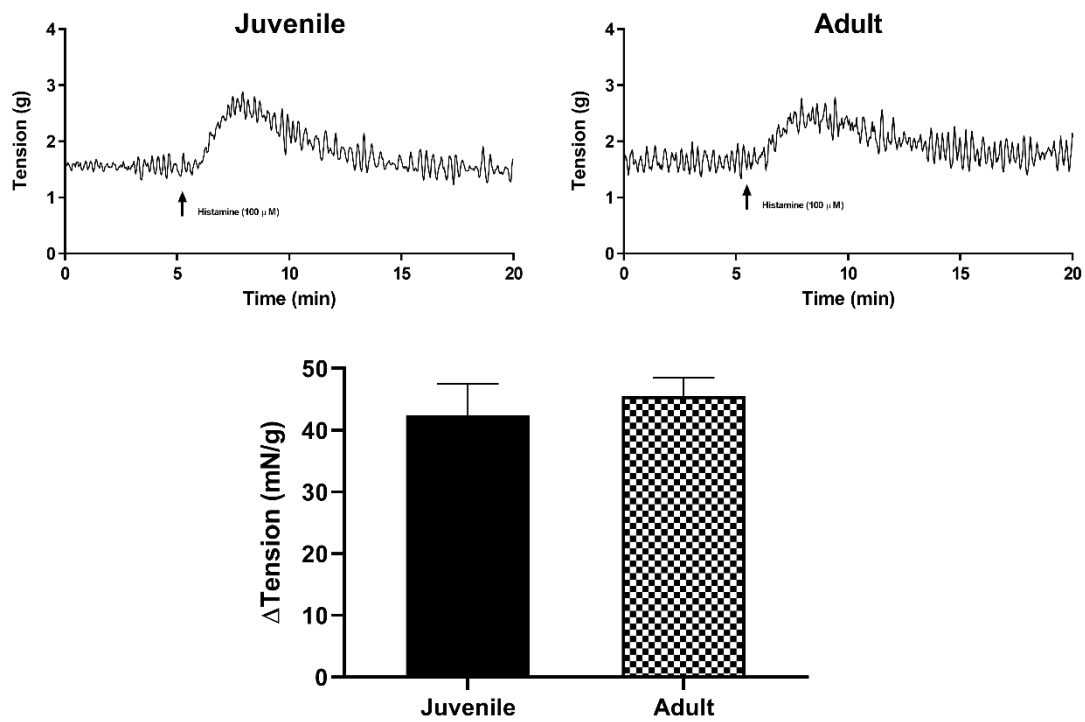 Juvenile
Tension (g)
4
3
2
1
0
Histamine (100 μ M)
0 5 10 15 20
Time (min)
Adult
Tension (g)
4
3
2
1
0
Histamine (100 μ M)
0 5 10 15 20
Time (min)
ΔTension (mN/g)
50
40
30
20
10
0
Juvenile Adult